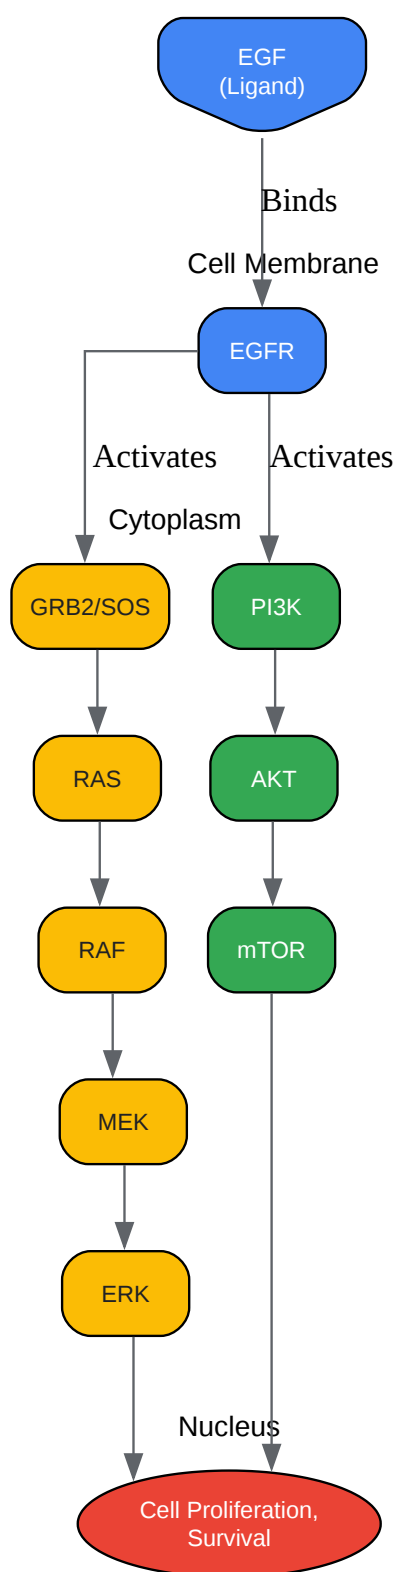 EGF
(Ligand)
Binds
Cell Membrane
EGFR
Activates
Activates
Cytoplasm
GRB2/SOS
PI3K
RAS
AKT
RAF
mTOR
MEK
ERK
Nucleus
Cell Proliferation,
Survival